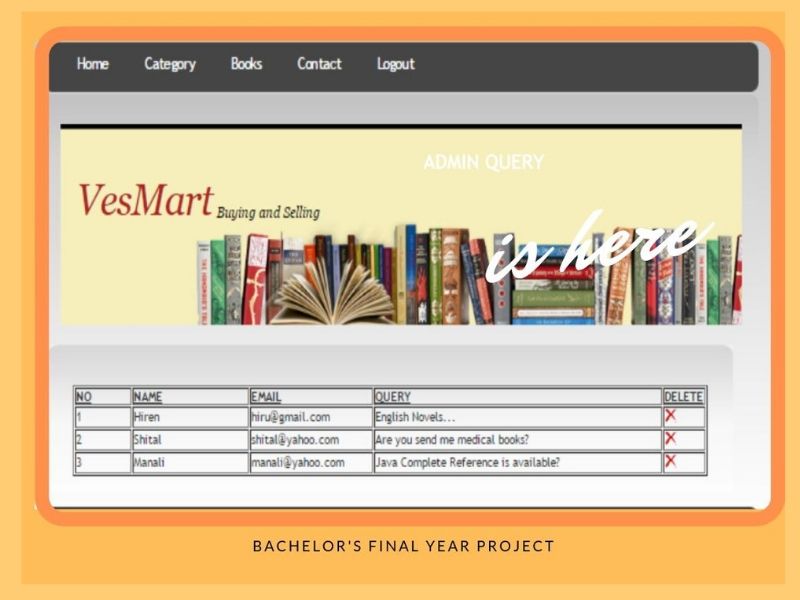 Home Category Books Contact Logout
ADMIN QUERY
VesMart Buying and Selling
is here
NO NAME EMAIL QUERY DELETE
1 Hiren hiru@gmail.com English Novels...
2 Shital shital@yahoo.com Are you send me medical books?
3 Manali manali@yahoo.com Java Complete Reference is available?
BACHELOR'S FINAL YEAR PROJECT